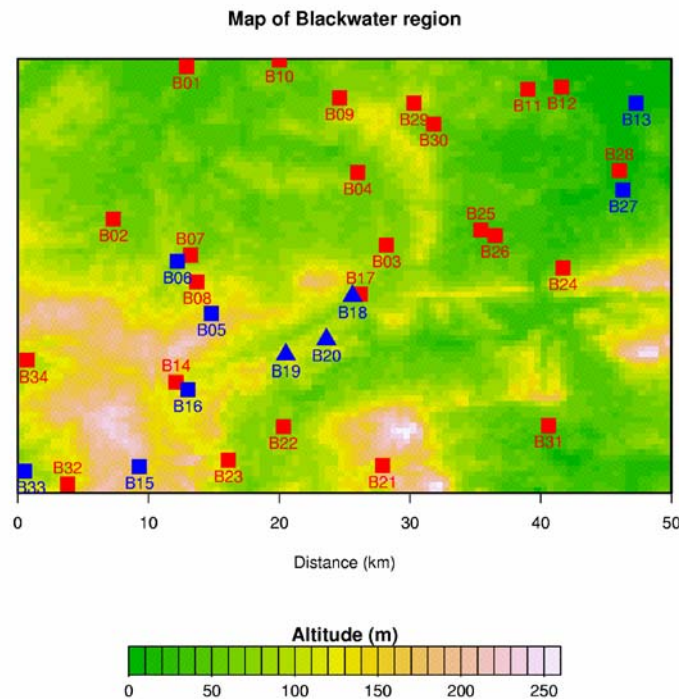 Map of Blackwater region
B10
B01
B09
B29
B11
B12
B13
B30
B28
B04
B27
B02
B25
B07
B26
B03
B06
B24
B17
B08
B18
B05
B20
B19
B14
B34
B16
B22
B31
B32
B23
B21
B33
B15
0 10 20 30 40 50
Distance (km)
Altitude (m)
0 50 100 150 200 250